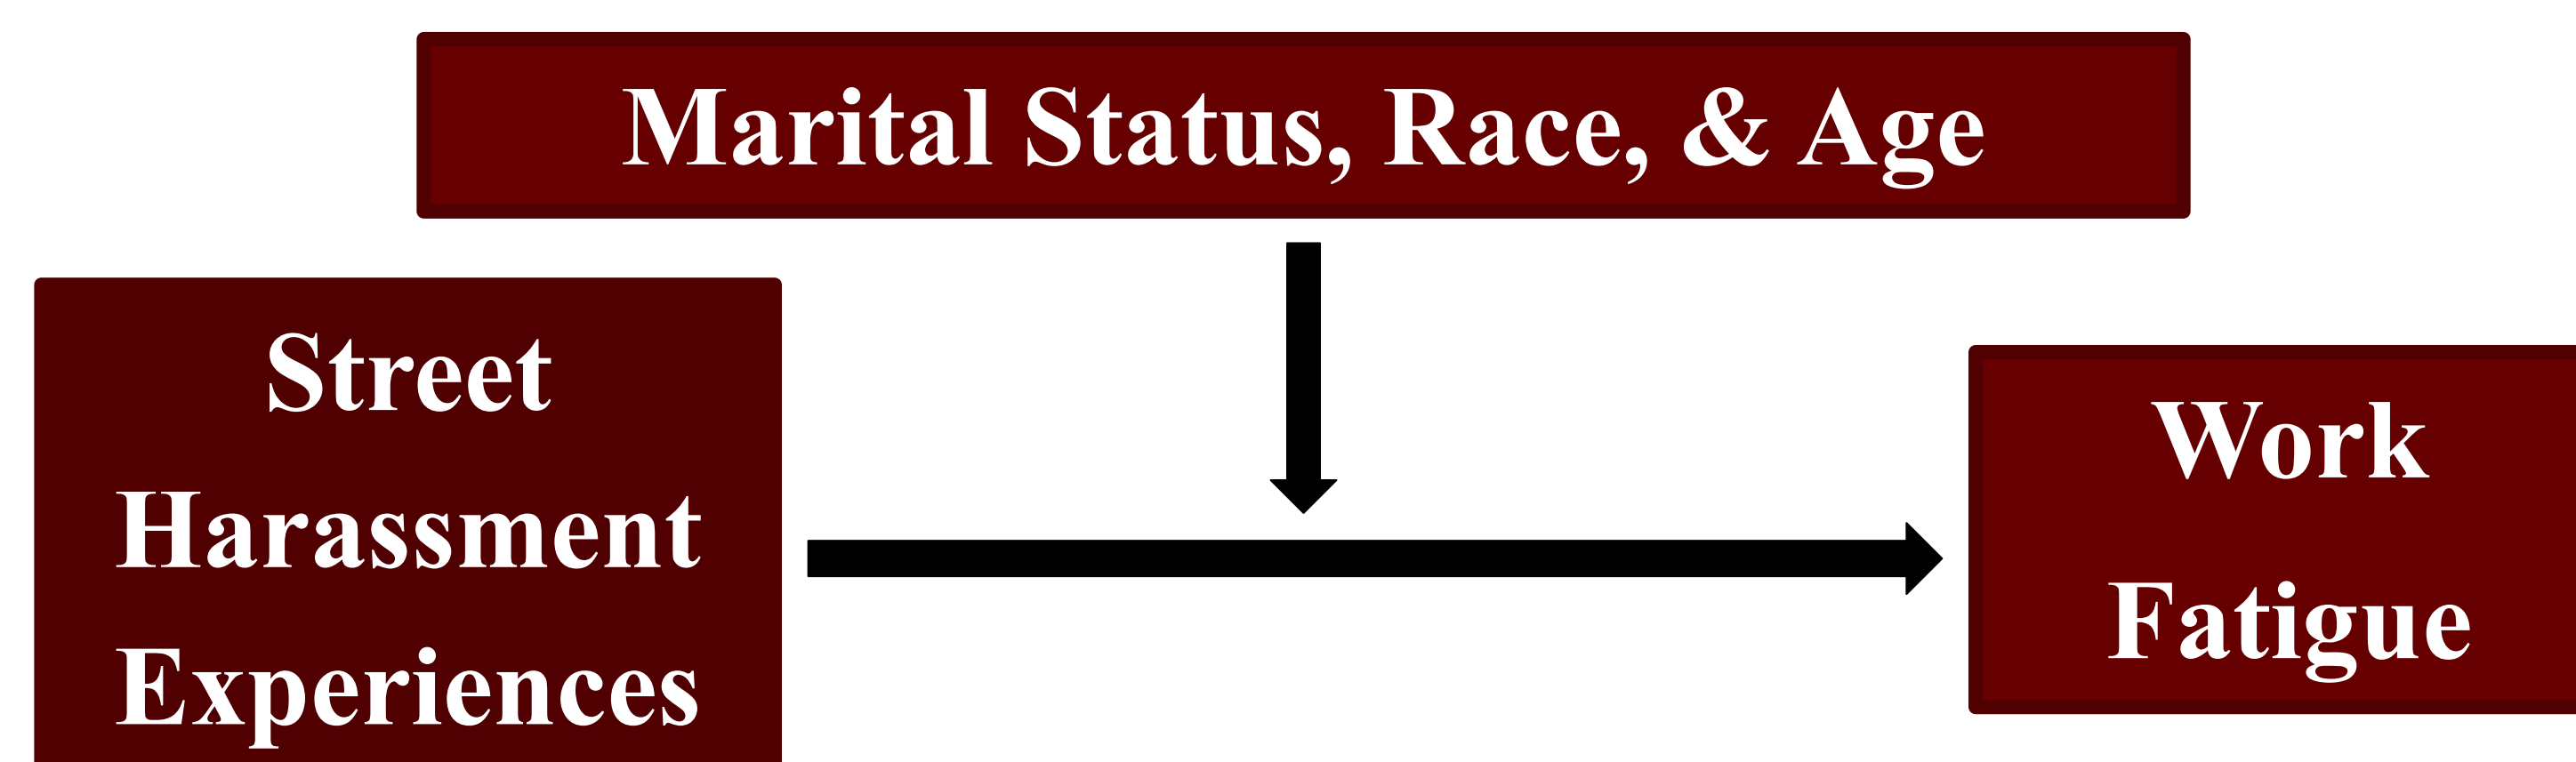 Marital Status, Race, & Age
Street
Harassment
Experiences
Work
Fatigue